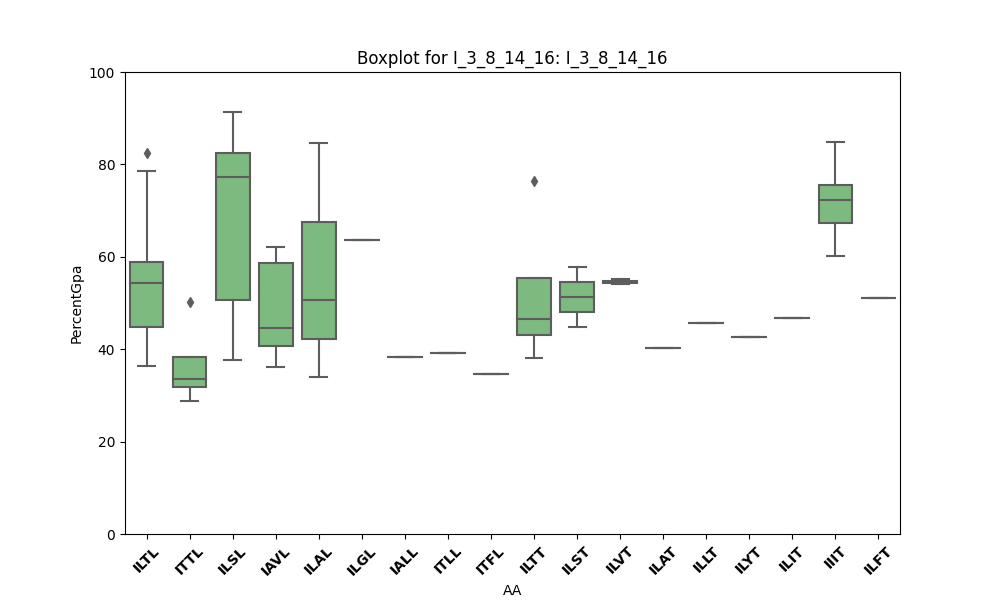 Boxplot for I_3_8_14_16: I_3_8_14_16
100
80
60
40
20
0
PercentGpa
ILTL ITTL ILSL IAVL ILAL ILGL IALL ITLL ITFL ILTT ILST ILVT ILAT ILLT ILYT ILIT IIIT ILFT
AA